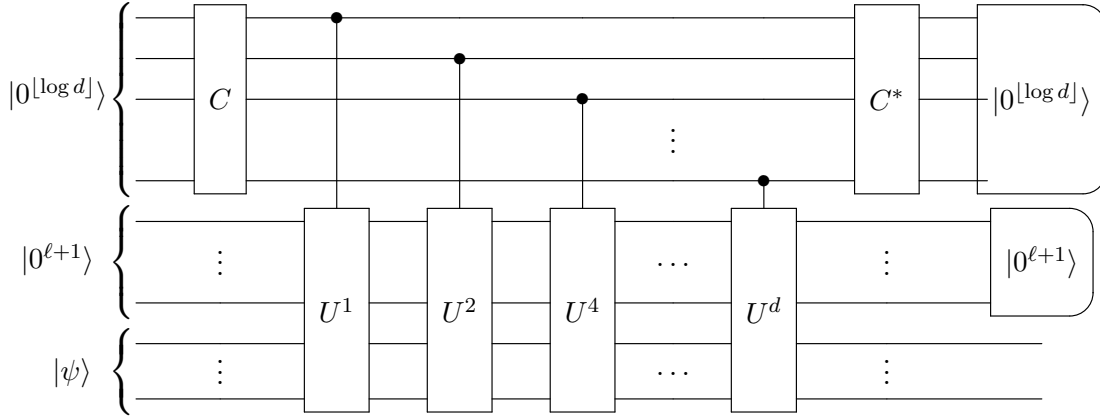 |0^{⌊log d⌋}⟩ C C* |0^{⌊log d⌋}⟩
⋮
|0^{ℓ+1}⟩ ⋮ U^1 U^2 U^4 ⋯ U^d ⋮ |0^{ℓ+1}⟩
|ψ⟩ ⋮ ⋯ ⋮